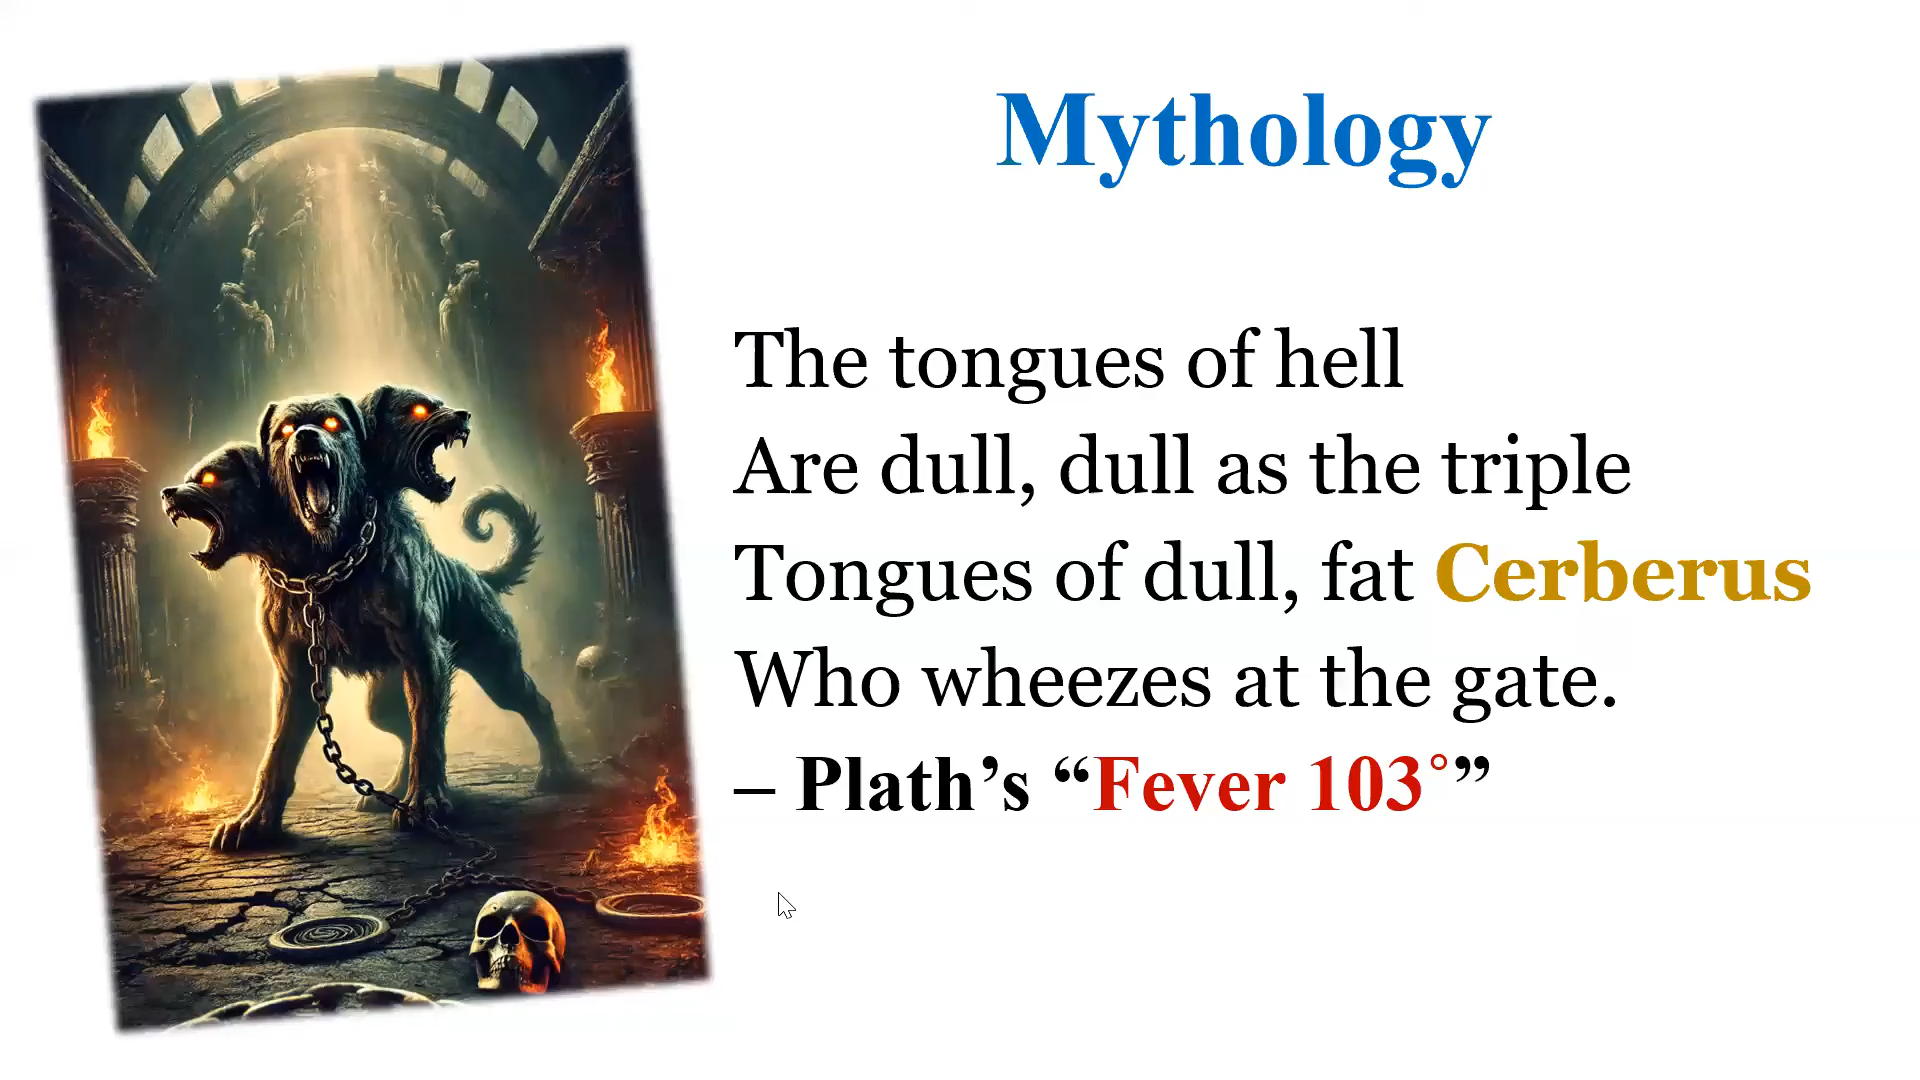 Mythology
The tongues of hell
Are dull, dull as the triple
Tongues of dull, fat Cerberus
Who wheezes at the gate.
– Plath’s “Fever 103˚”